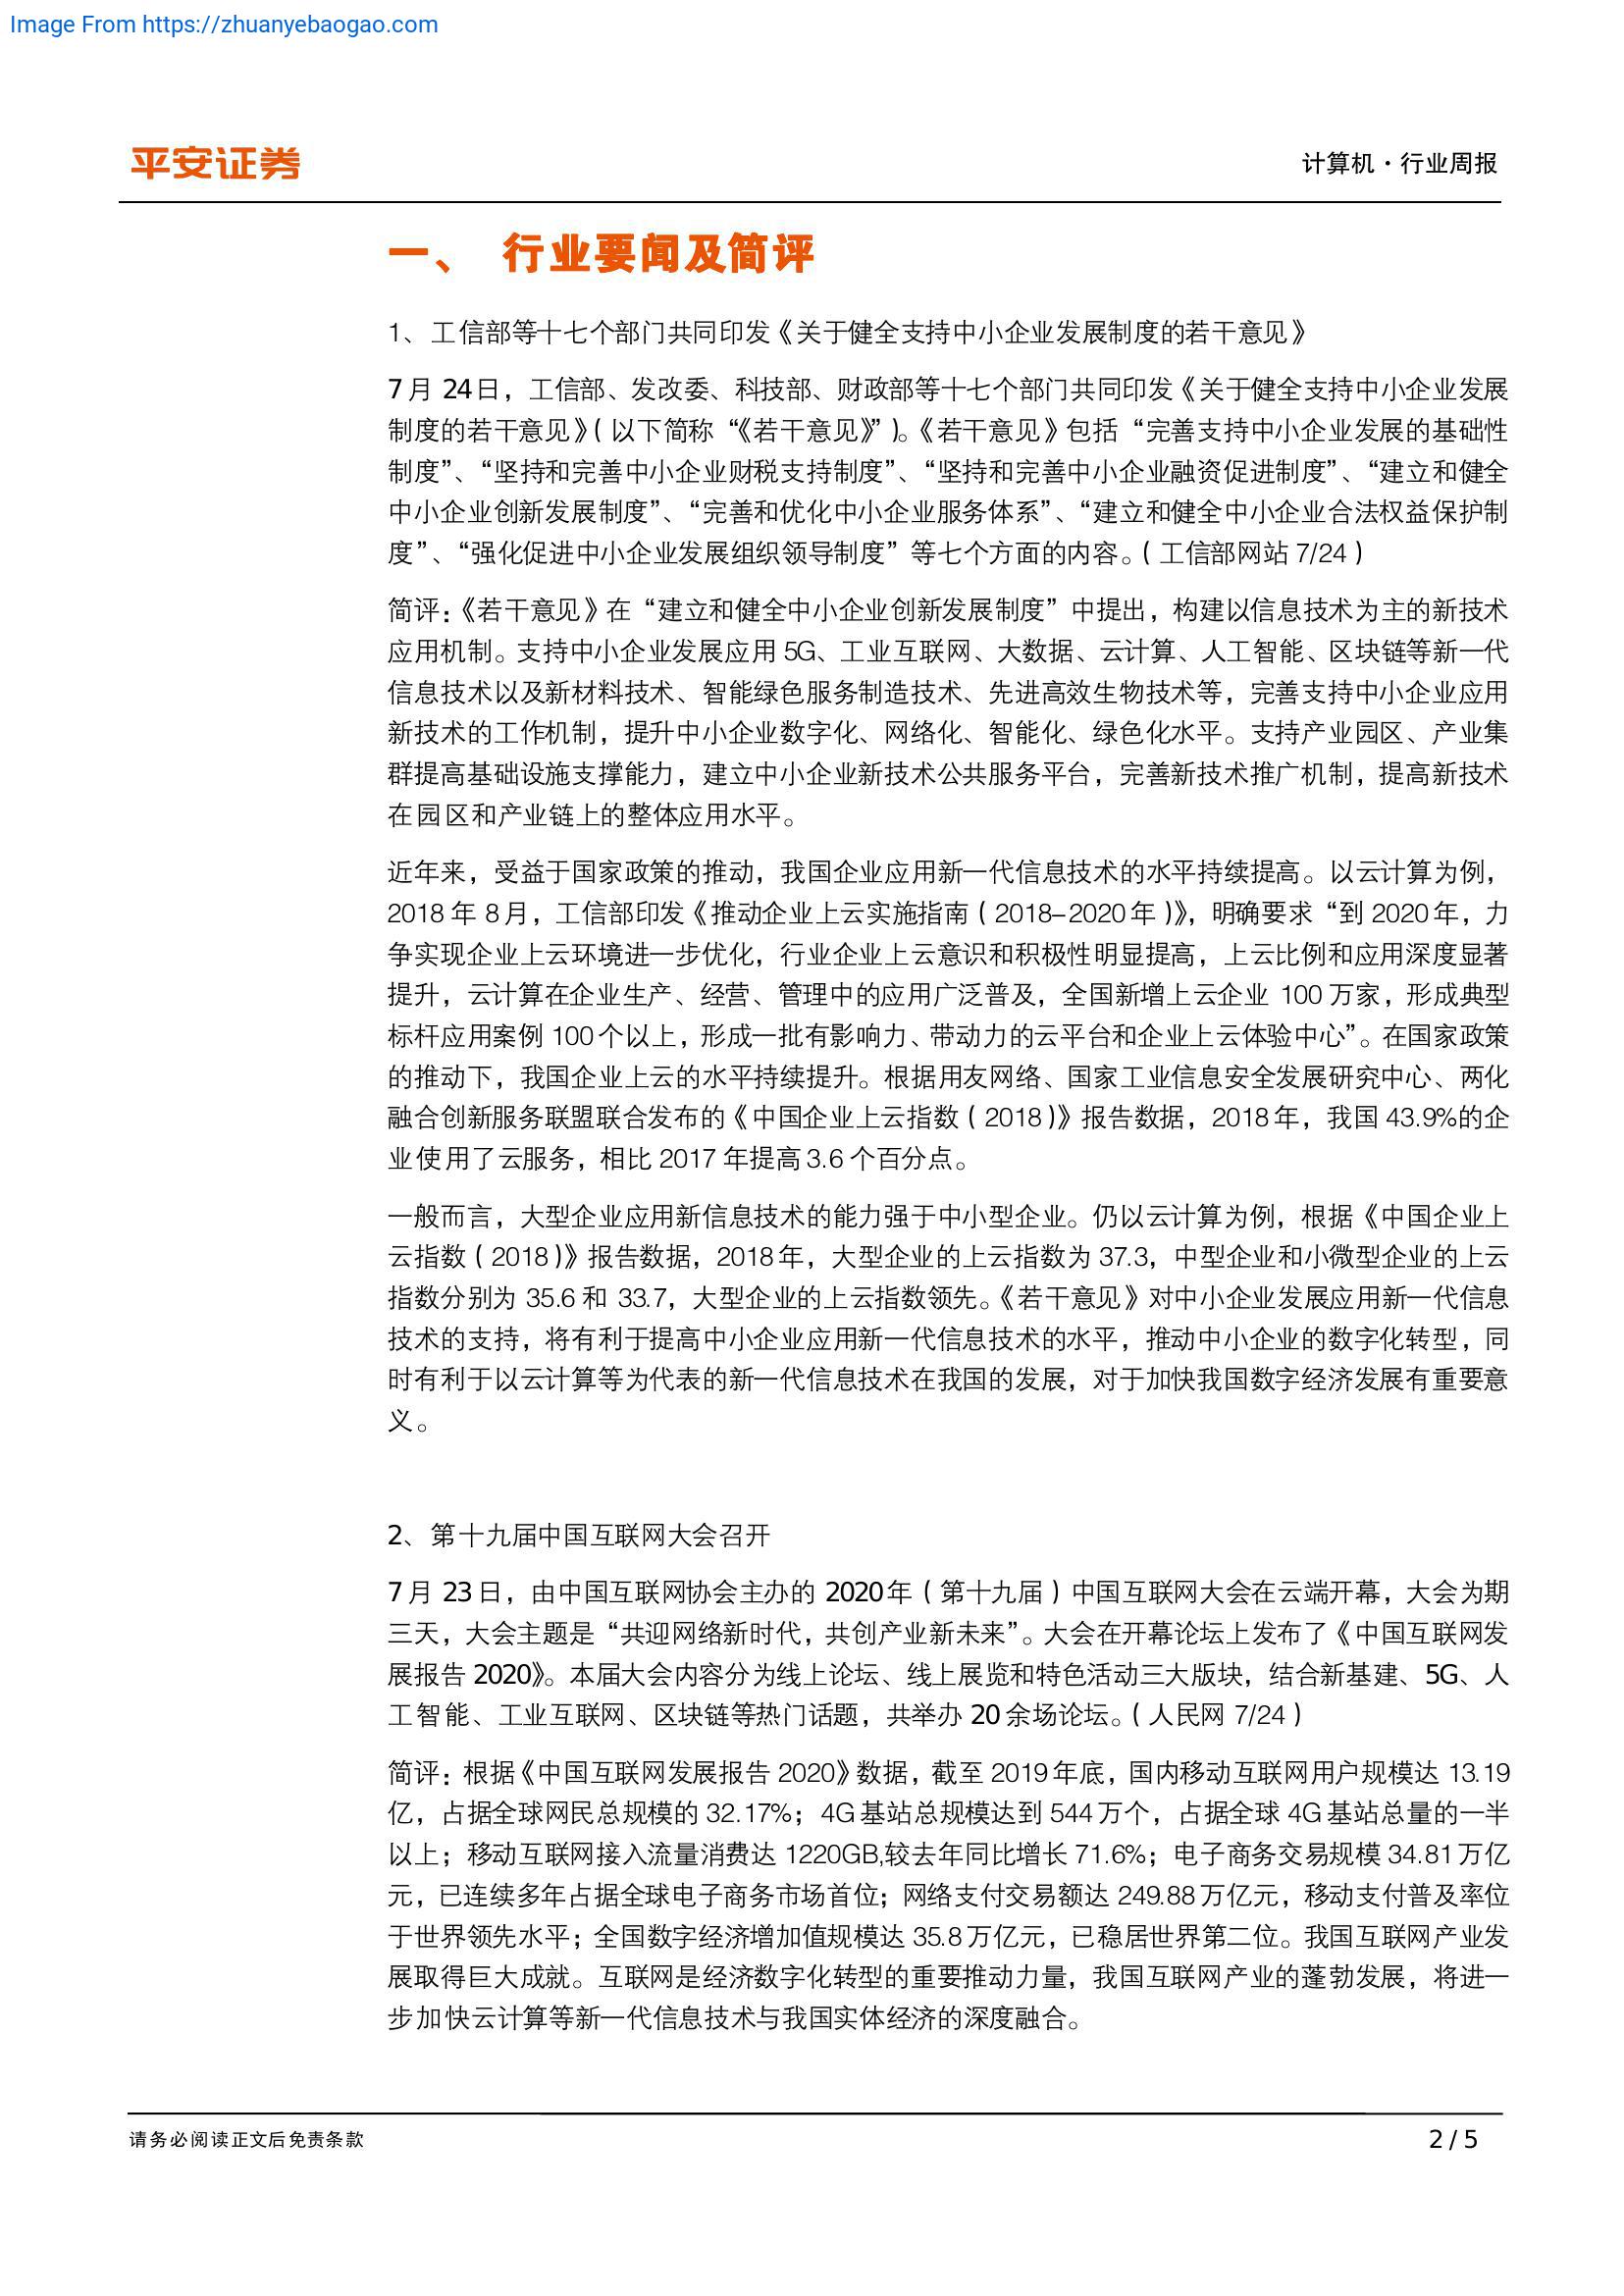 Image From https://zhuanyebaogao.com
平安证券
计算机·行业周报
一、 行业要闻及简评
1、工信部等十七个部门共同印发《关于健全支持中小企业发展制度的若干意见》
7月 24日，工信部、发改委、科技部、财政部等十七个部门共同印发《关于健全支持中小企业发展
制度的若干意见》(以下简称“《若干意见》”)。《若干意见》包括“完善支持中小企业发展的基础性
制度”、“坚持和完善中小企业财税支持制度”、“坚持和完善中小企业融资促进制度”、“建立和健全
中小企业创新发展制度”、“完善和优化中小企业服务体系”、“建立和健全中小企业合法权益保护制
度”、“强化促进中小企业发展组织领导制度”等七个方面的内容。(工信部网站 7/24)
简评:《若干意见》在“建立和健全中小企业创新发展制度”中提出，构建以信息技术为主的新技术
应用机制。支持中小企业发展应用 5G、工业互联网、大数据、云计算、人工智能、区块链等新一代
信息技术以及新材料技术、智能绿色服务制造技术、先进高效生物技术等，完善支持中小企业应用
新技术的工作机制，提升中小企业数字化、网络化、智能化、绿色化水平。支持产业园区、产业集
群提高基础设施支撑能力，建立中小企业新技术公共服务平台，完善新技术推广机制，提高新技术
在园区和产业链上的整体应用水平。
近年来，受益于国家政策的推动，我国企业应用新一代信息技术的水平持续提高。以云计算为例，
2018 年 8月，工信部印发《推动企业上云实施指南(2018–2020年)》，明确要求“到 2020年，力
争实现企业上云环境进一步优化，行业企业上云意识和积极性明显提高，上云比例和应用深度显著
提升，云计算在企业生产、经营、管理中的应用广泛普及，全国新增上云企业 100 万家，形成典型
标杆应用案例 100个以上，形成一批有影响力、带动力的云平台和企业上云体验中心”。在国家政策
的推动下，我国企业上云的水平持续提升。根据用友网络、国家工业信息安全发展研究中心、两化
融合创新服务联盟联合发布的《中国企业上云指数(2018)》报告数据，2018年，我国 43.9%的企
业使用了云服务，相比 2017 年提高3.6 个百分点。
一般而言，大型企业应用新信息技术的能力强于中小型企业。仍以云计算为例，根据《中国企业上
云指数(2018)》报告数据，2018年，大型企业的上云指数为 37.3，中型企业和小微型企业的上云
指数分别为 35.6 和 33.7，大型企业的上云指数领先。《若干意见》对中小企业发展应用新一代信息
技术的支持，将有利于提高中小企业应用新一代信息技术的水平，推动中小企业的数字化转型，同
时有利于以云计算等为代表的新一代信息技术在我国的发展，对于加快我国数字经济发展有重要意
义。
2、第十九届中国互联网大会召开
7月 23日，由中国互联网协会主办的 2020年(第十九届)中国互联网大会在云端开幕，大会为期
三天，大会主题是“共迎网络新时代，共创产业新未来”。大会在开幕论坛上发布了《中国互联网发
展报告 2020》。本届大会内容分为线上论坛、线上展览和特色活动三大版块，结合新基建、5G、人
工智能、工业互联网、区块链等热门话题，共举办 20余场论坛。(人民网 7/24)
简评: 根据《中国互联网发展报告 2020》数据，截至 2019年底，国内移动互联网用户规模达 13.19
亿，占据全球网民总规模的 32.17%；4G基站总规模达到 544万个，占据全球 4G基站总量的一半
以上；移动互联网接入流量消费达 1220GB,较去年同比增长 71.6%；电子商务交易规模 34.81万亿
元，已连续多年占据全球电子商务市场首位；网络支付交易额达 249.88万亿元，移动支付普及率位
于世界领先水平；全国数字经济增加值规模达 35.8万亿元，已稳居世界第二位。我国互联网产业发
展取得巨大成就。互联网是经济数字化转型的重要推动力量，我国互联网产业的蓬勃发展，将进一
步加快云计算等新一代信息技术与我国实体经济的深度融合。
请务必阅读正文后免责条款
2 / 5